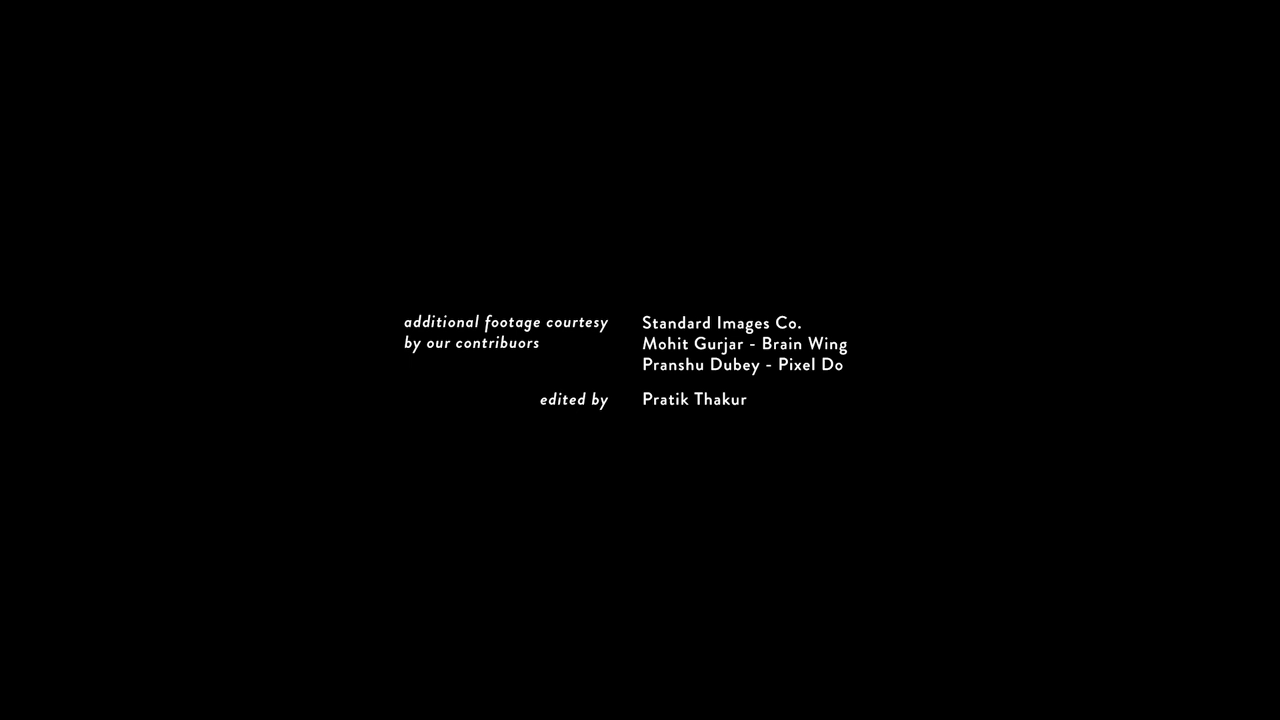 additional footage courtesy
by our contribuors
Standard Images Co.
Mohit Gurjar - Brain Wing
Pranshu Dubey - Pixel Do
edited by
Pratik Thakur